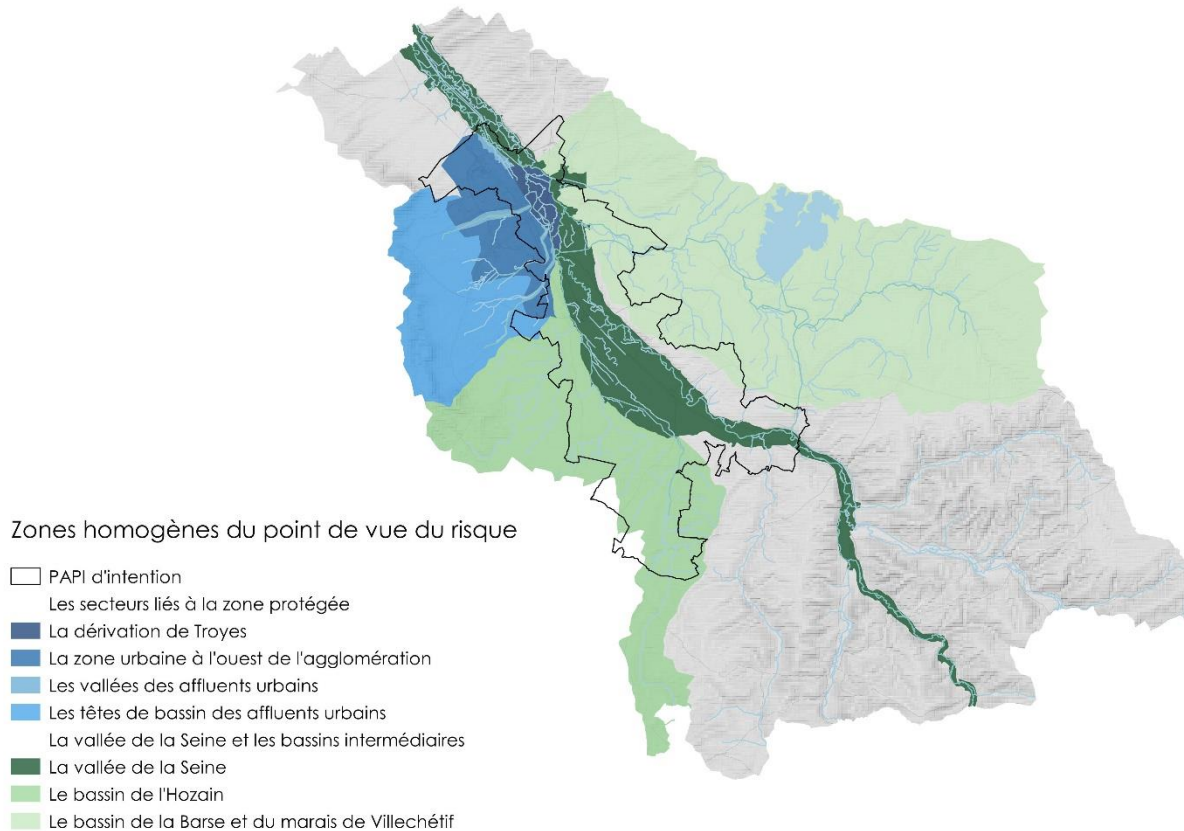 Zones homogènes du point de vue du risque
PAPI d'intention
Les secteurs liés à la zone protégée
La dérivation de Troyes
La zone urbaine à l'ouest de l'agglomération
Les vallées des affluents urbains
Les têtes de bassin des affluents urbains
La vallée de la Seine et les bassins intermédiaires
La vallée de la Seine
Le bassin de l'Hozain
Le bassin de la Barse et du marais de Villechétif